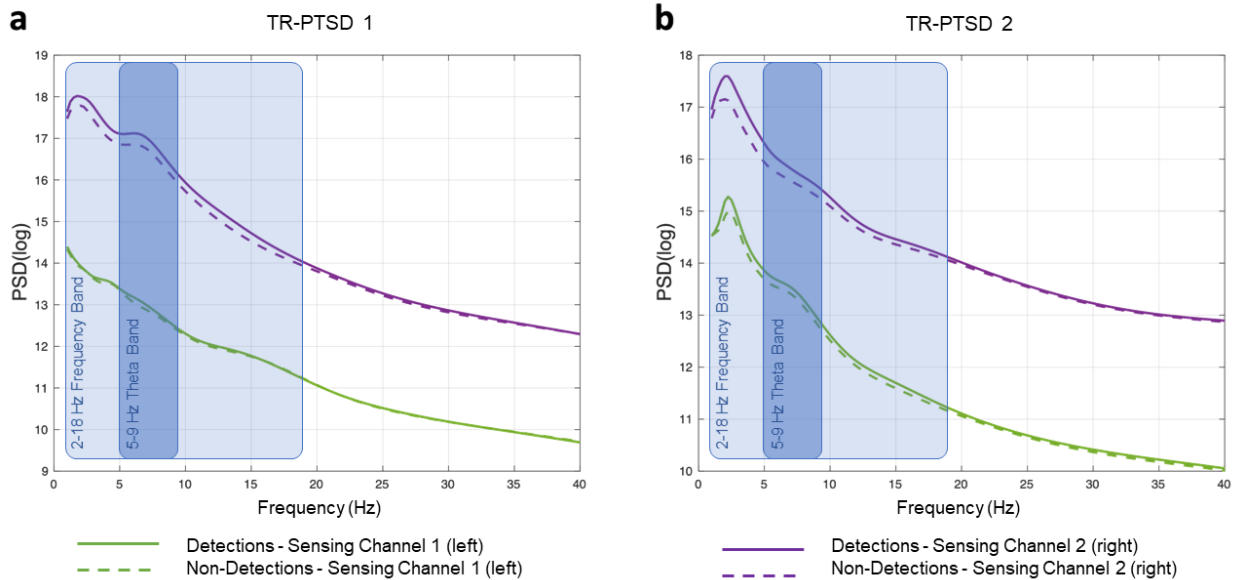 a
TR-PTSD 1
19
18
17
16
15
14
13
12
11
10
9
PSD(log)
2-18 Hz Frequency Band
5-9 Hz Theta Band
0 5 10 15 20 25 30 35 40
Frequency (Hz)
b
TR-PTSD 2
18
17
16
15
14
13
12
11
10
PSD(log)
2-18 Hz Frequency Band
5-9 Hz Theta Band
0 5 10 15 20 25 30 35 40
Frequency (Hz)
Detections - Sensing Channel 1 (left)
Non-Detections - Sensing Channel 1 (left)
Detections - Sensing Channel 2 (right)
Non-Detections - Sensing Channel 2 (right)